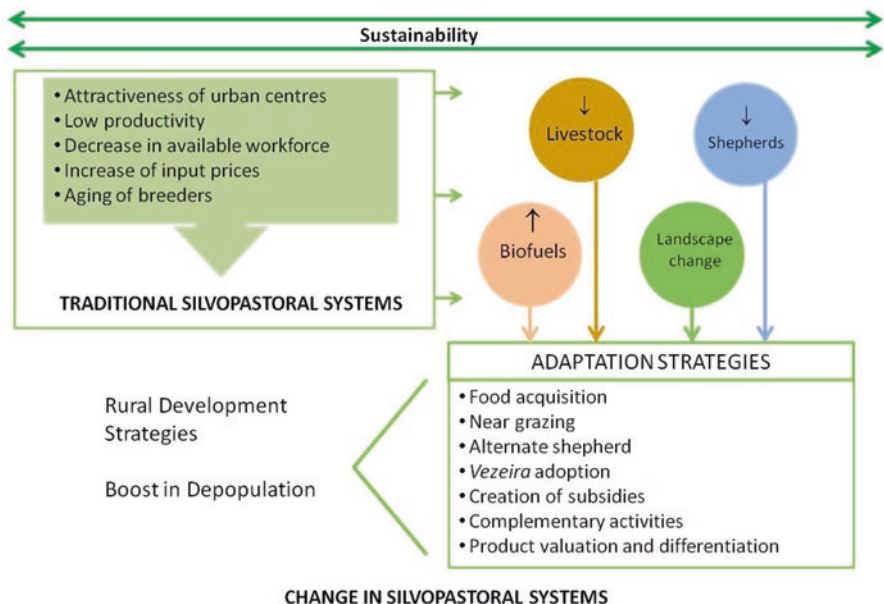 Sustainability
• Attractiveness of urban centres
• Low productivity
• Decrease in available workforce
• Increase of input prices
• Aging of breeders
TRADITIONAL SILVOPASTORAL SYSTEMS
↓
Livestock
↓
Shepherds
↑
Biofuels
Landscape
change
ADAPTATION STRATEGIES
• Food acquisition
• Near grazing
• Alternate shepherd
• Vezeira adoption
• Creation of subsidies
• Complementary activities
• Product valuation and differentiation
Rural Development
Strategies
Boost in Depopulation
CHANGE IN SILVOPASTORAL SYSTEMS